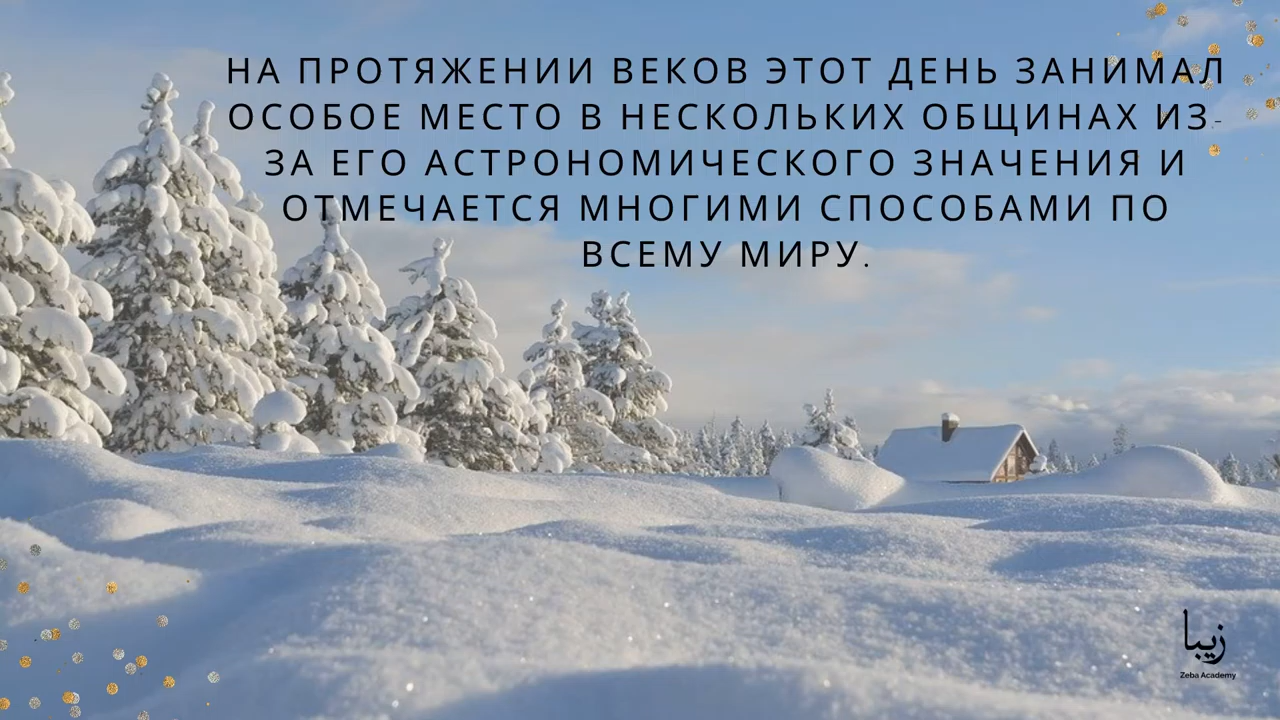 НА ПРОТЯЖЕНИИ ВЕКОВ ЭТОТ ДЕНЬ ЗАНИМАЛ
ОСОБОЕ МЕСТО В НЕСКОЛЬКИХ ОБЩИНАХ ИЗ-
ЗА ЕГО АСТРОНОМИЧЕСКОГО ЗНАЧЕНИЯ И
ОТМЕЧАЕТСЯ МНОГИМИ СПОСОБАМИ ПО
ВСЕМУ МИРУ.
زیبا
Zeba Academy